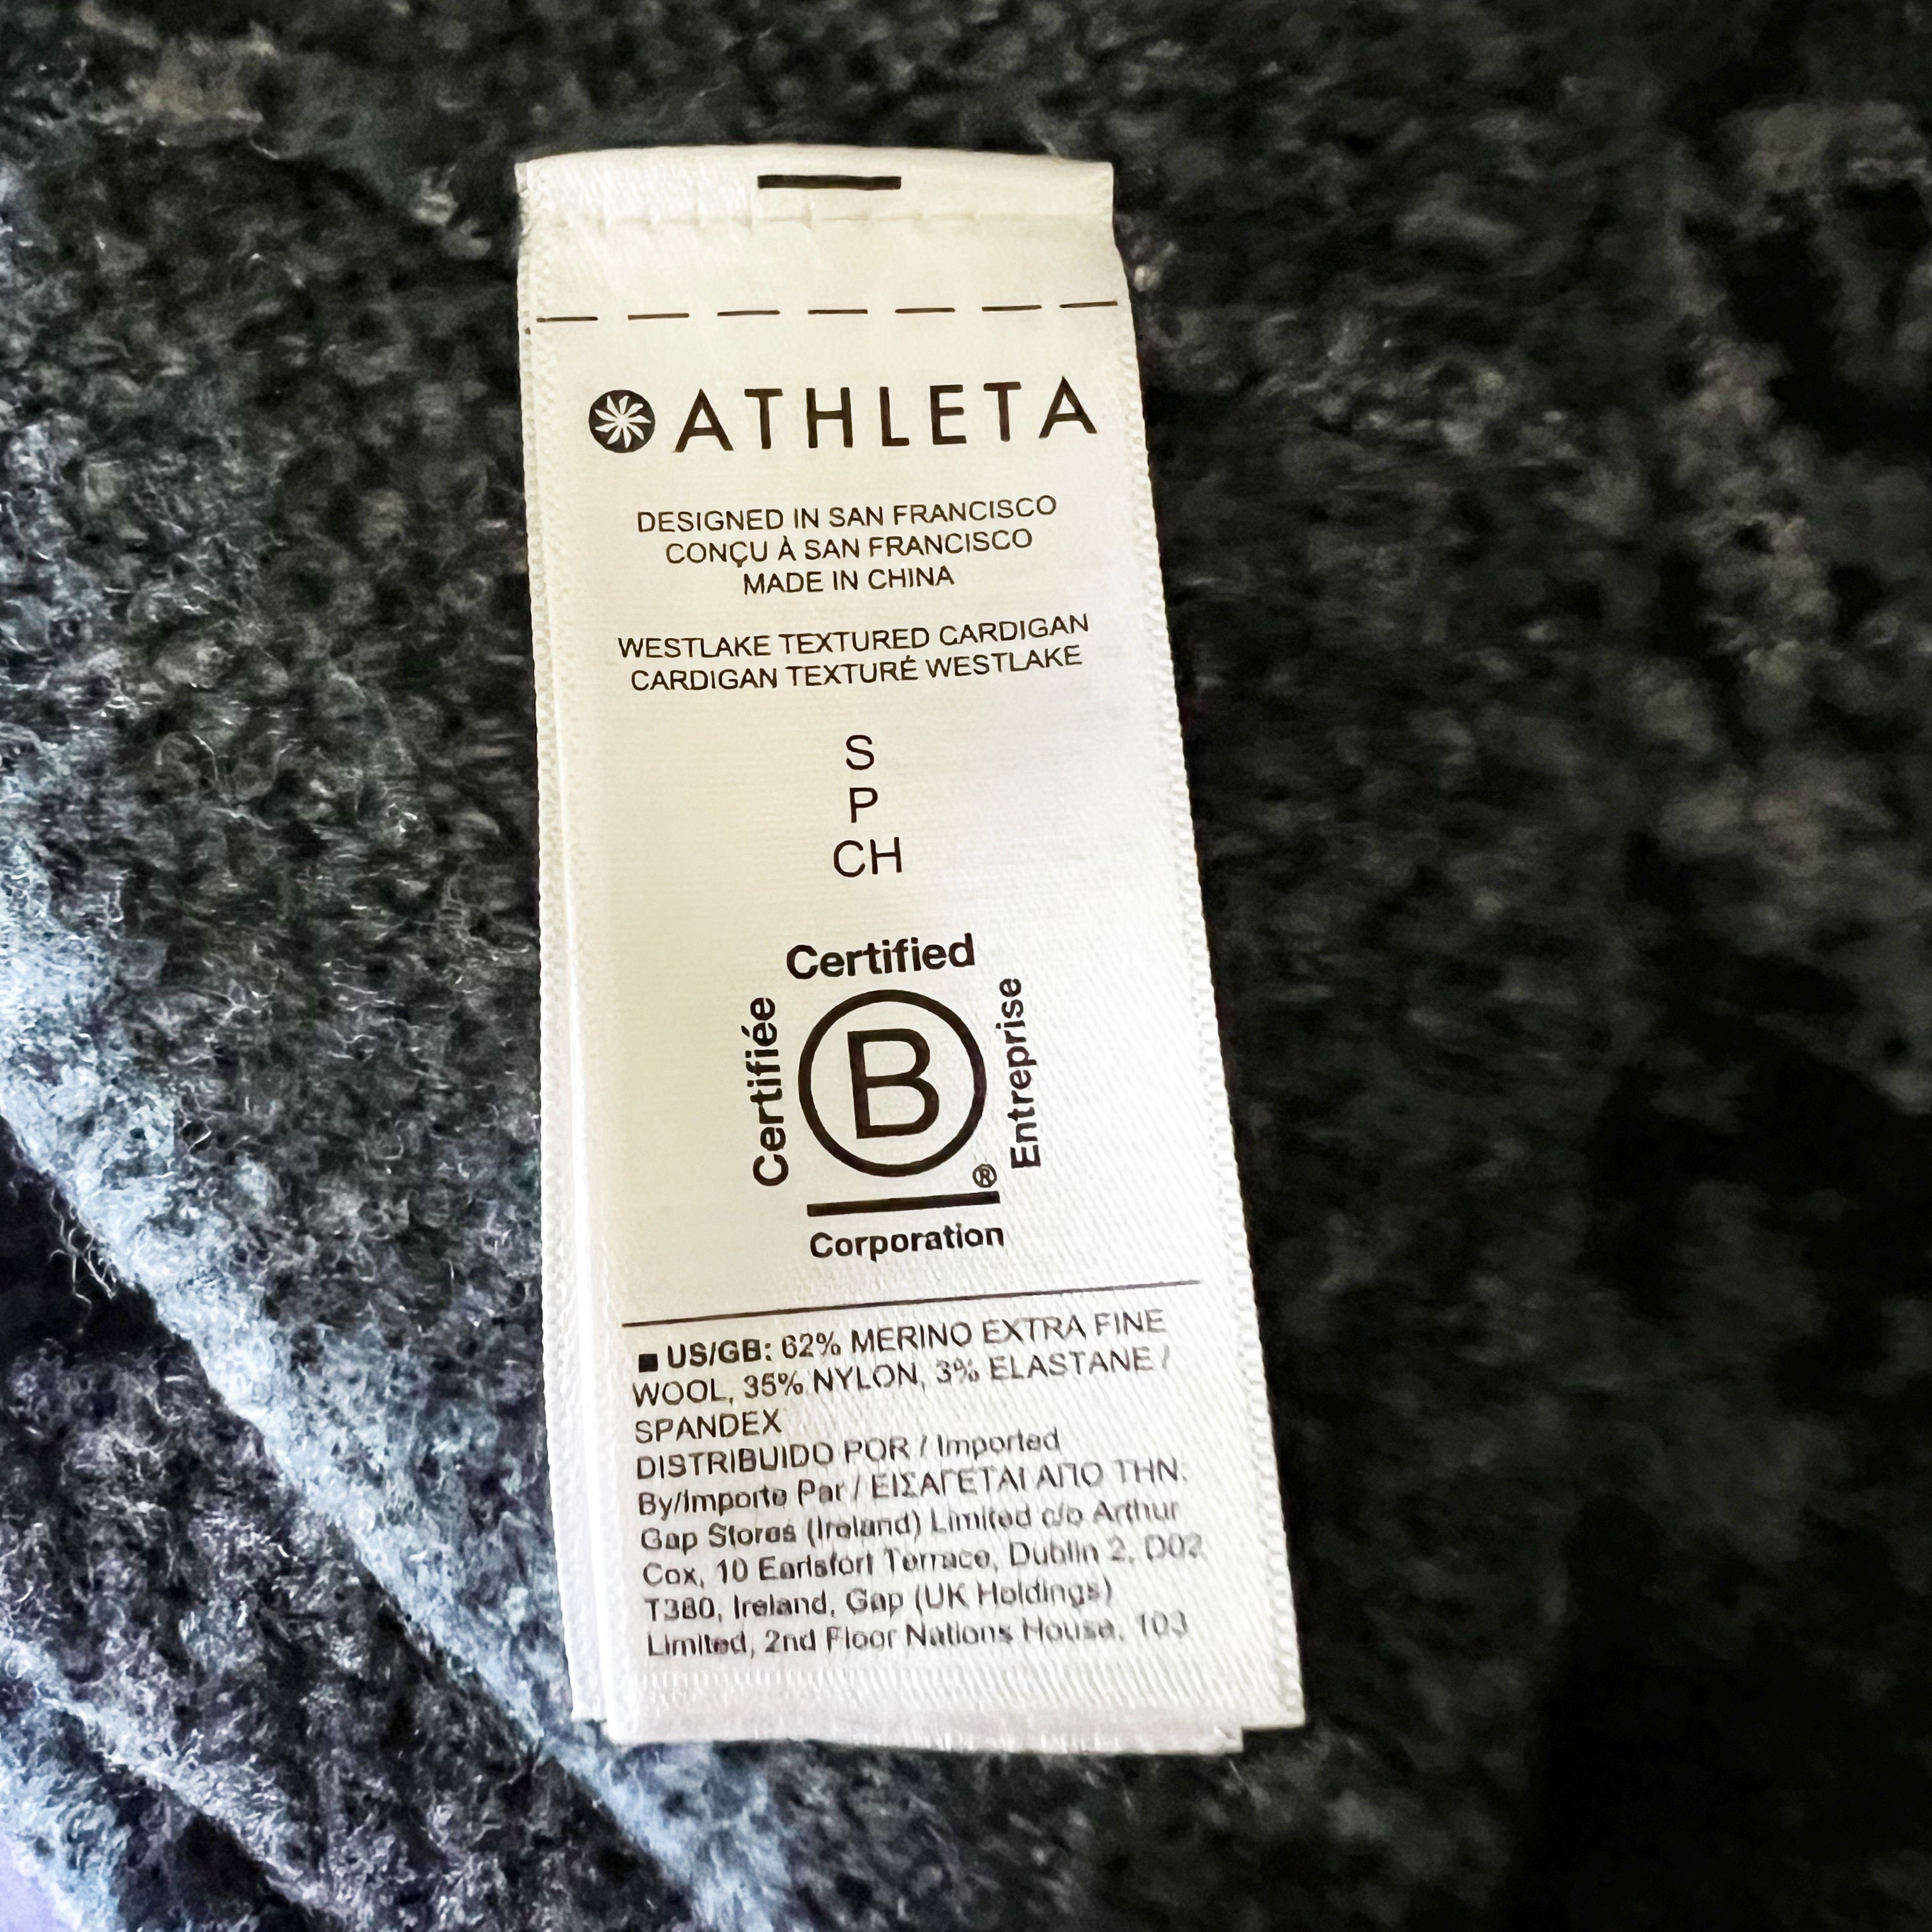 ATHLETA
DESIGNED IN SAN FRANCISCO
CONÇU À SAN FRANCISCO
MADE IN CHINA
WESTLAKE TEXTURED CARDIGAN
CARDIGAN TEXTURÉ WESTLAKE
S
P
CH
Certified
Certifiée
B
®
Entreprise
Corporation
■ US/GB: 62% MERINO EXTRA FINE
WOOL, 35% NYLON, 3% ELASTANE /
SPANDEX
DISTRIBUIDO POR / Imported
By/Importe Par / ΕΙΣΑΓΕΤΑΙ ΑΠΟ ΤΗΝ:
Gap Stores (Ireland) Limited c/o Arthur
Cox, 10 Earlsfort Terrace, Dublin 2, D02
T380, Ireland, Gap (UK Holdings)
Limited, 2nd Floor Nations House, 103